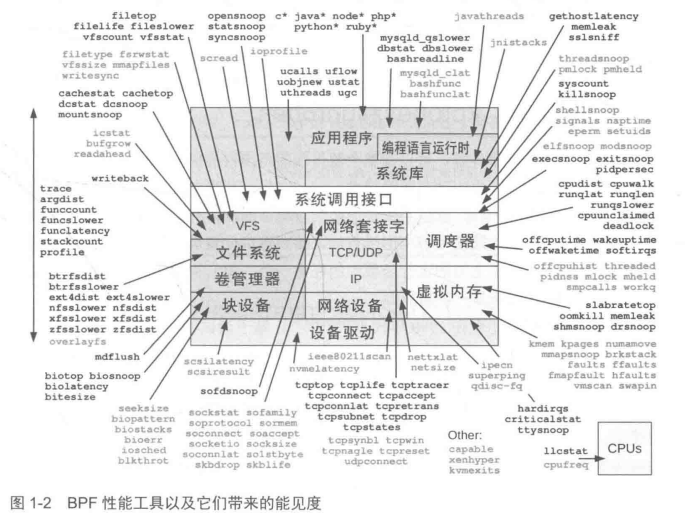 filetop
filelife fileslower
vfscount vfsstat
opensnoop
statsnoop
syncsnoop
c* java* node* php*
python* ruby*
mysqld_qslower
dbstat dbslower
bashreadline
javathreads
gethostlatency
memleak
sslsniff
jnistacks
filetype fsrwstat
vfssize mmapfiles
writesync
scread
ioprofile
ucalls uflow
uobjnew ustat
uthreads ugc
mysqld_clat
bashfunc
bashfunclat
threadsnoop
pmlock pmheld
syscount
killsnoop
cachestat cachetop
dcstat dcsnoop
mountsnoop
shellsnoop
signals naptime
eperm setuids
icstat
bufgrow
readahead
应用程序
编程语言运行时
系统库
elfsnoop modsnoop
execsnoop exitsnoop
pidpersec
writeback
系统调用接口
cpudist cpuwalk
runqlat runqlen
runqslower
cpuunclaimed
deadlock
trace
argdist
funccount
funcslower
funclatency
stackcount
profile
VFS
网络套接字
调度器
文件系统
TCP/UDP
offcputime wakeuptime
offwaketime softirqs
卷管理器
IP
虚拟内存
offcpuhist threaded
pidnss mlock mheld
smpcalls workq
块设备
网络设备
设备驱动
btrfsdist
btrfsslower
ext4dist ext4slower
nfsslower nfsdist
xfsslower xfsdist
zfsslower zfsdist
overlayfs
slabratetop
oomkill memleak
shmsnoop drsnoop
mdflush
scsilatency
scsiresult
ieee80211scan
nvmelatency
nettxlat
netsize
ipecn
superping
qdisc-fq
kmem kpages numamove
mmapsnoop brkstack
faults ffaults
fmapfault hfaults
vmscan swapin
biotop biosnoop
biolatency
bitesize
sofdsnoop
tcptop tcplife tcptracer
tcpconnect tcpaccept
tcpconnlat tcpretrans
tcpsubnet tcpdrop
tcpstates
hardirqs
criticalstat
ttysnoop
seeksize
biopattern
biostacks
bioerr
iosched
blkthrot
sockstat sofamily
soprotocol sormem
soconnect soaccept
socketio socksize
soconnlat so1stbyte
skbdrop skblife
tcpsynbl tcpwin
tcpnagle tcpreset
udpconnect
Other:
capable
xenhyper
kvmexits
llcstat
cpufreq
CPUs
图 1-2 BPF 性能工具以及它们带来的能见度